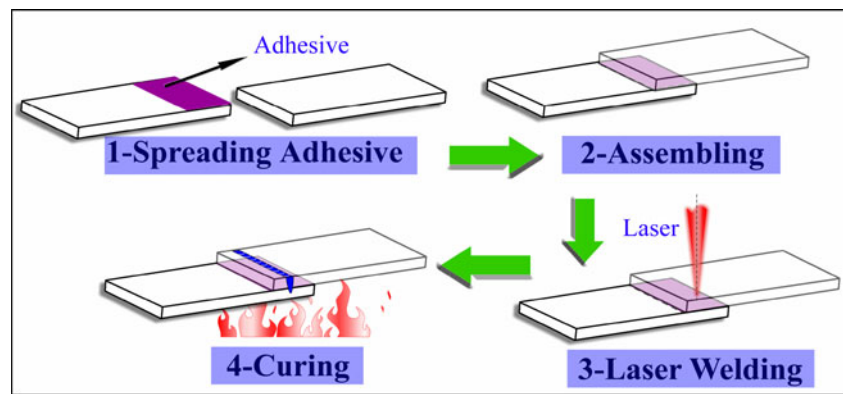 Adhesive
1-Spreading Adhesive
2-Assembling
Laser
3-Laser Welding
4-Curing